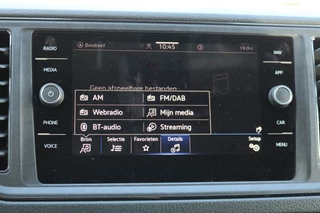 RADIO
Boodreef
10:45
19.0°C
NAV
MEDIA
APP
Geen afspeelbare bestanden
AM
FM/DAB
PHONE
Webradio
Mijn media
CAR
BT-audio
Streaming
VOICE
Bron
Selectie
Favorieten
Details
Setup
MENU